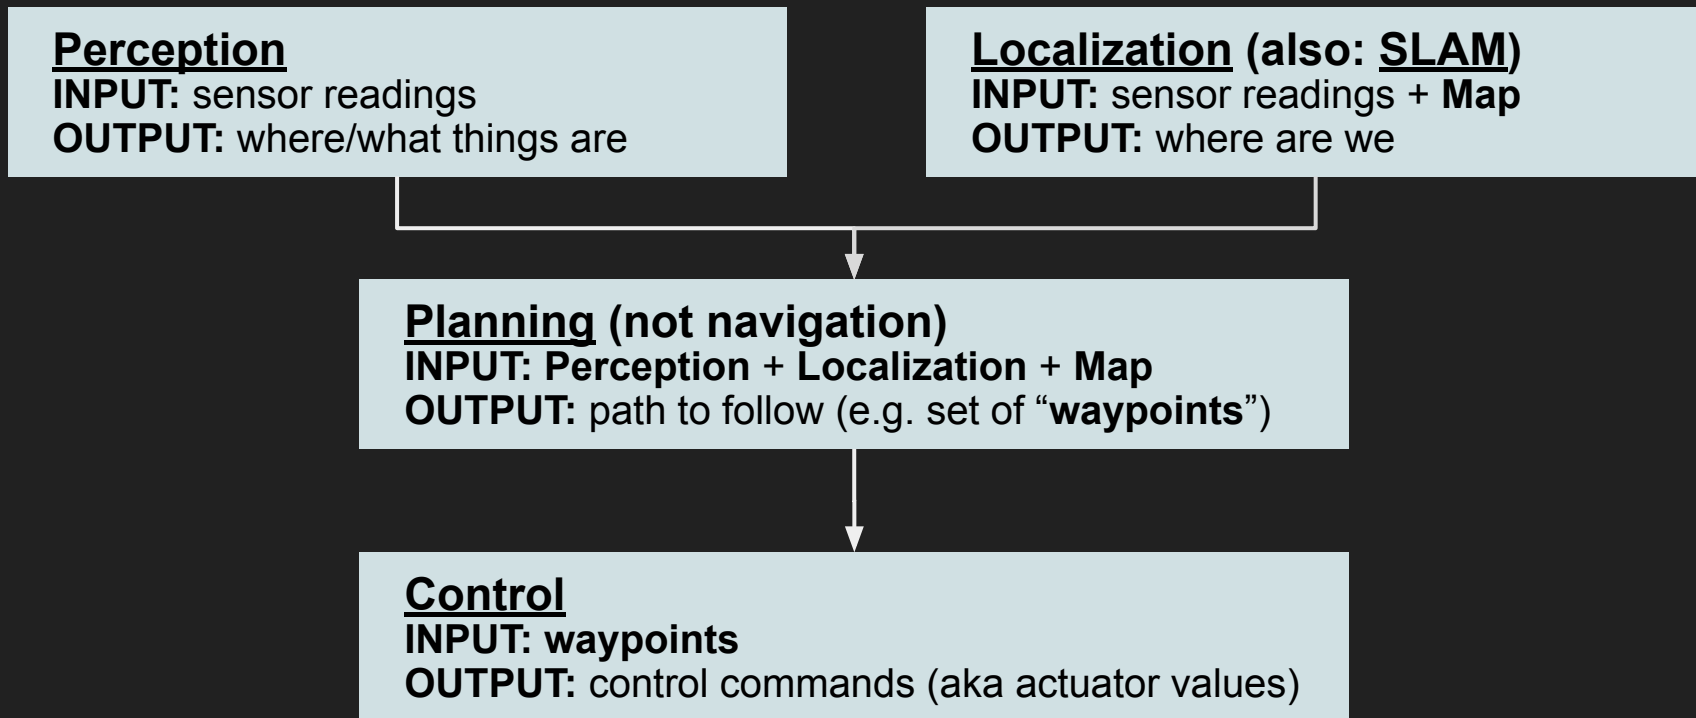 Perception
INPUT: sensor readings
OUTPUT: where/what things are
Localization (also: SLAM)
INPUT: sensor readings + Map
OUTPUT: where are we
Planning (not navigation)
INPUT: Perception + Localization + Map
OUTPUT: path to follow (e.g. set of “waypoints”)
Control
INPUT: waypoints
OUTPUT: control commands (aka actuator values)